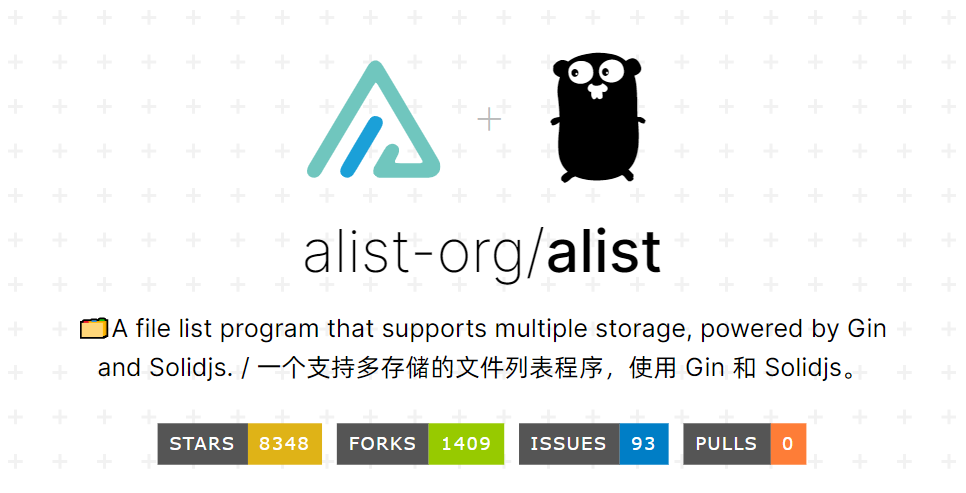 alist-org/alist
🗂️A file list program that supports multiple storage, powered by Gin
and Solidjs. / 一个支持多存储的文件列表程序，使用 Gin 和 Solidjs。
STARS 8348 FORKS 1409 ISSUES 93 PULLS 0